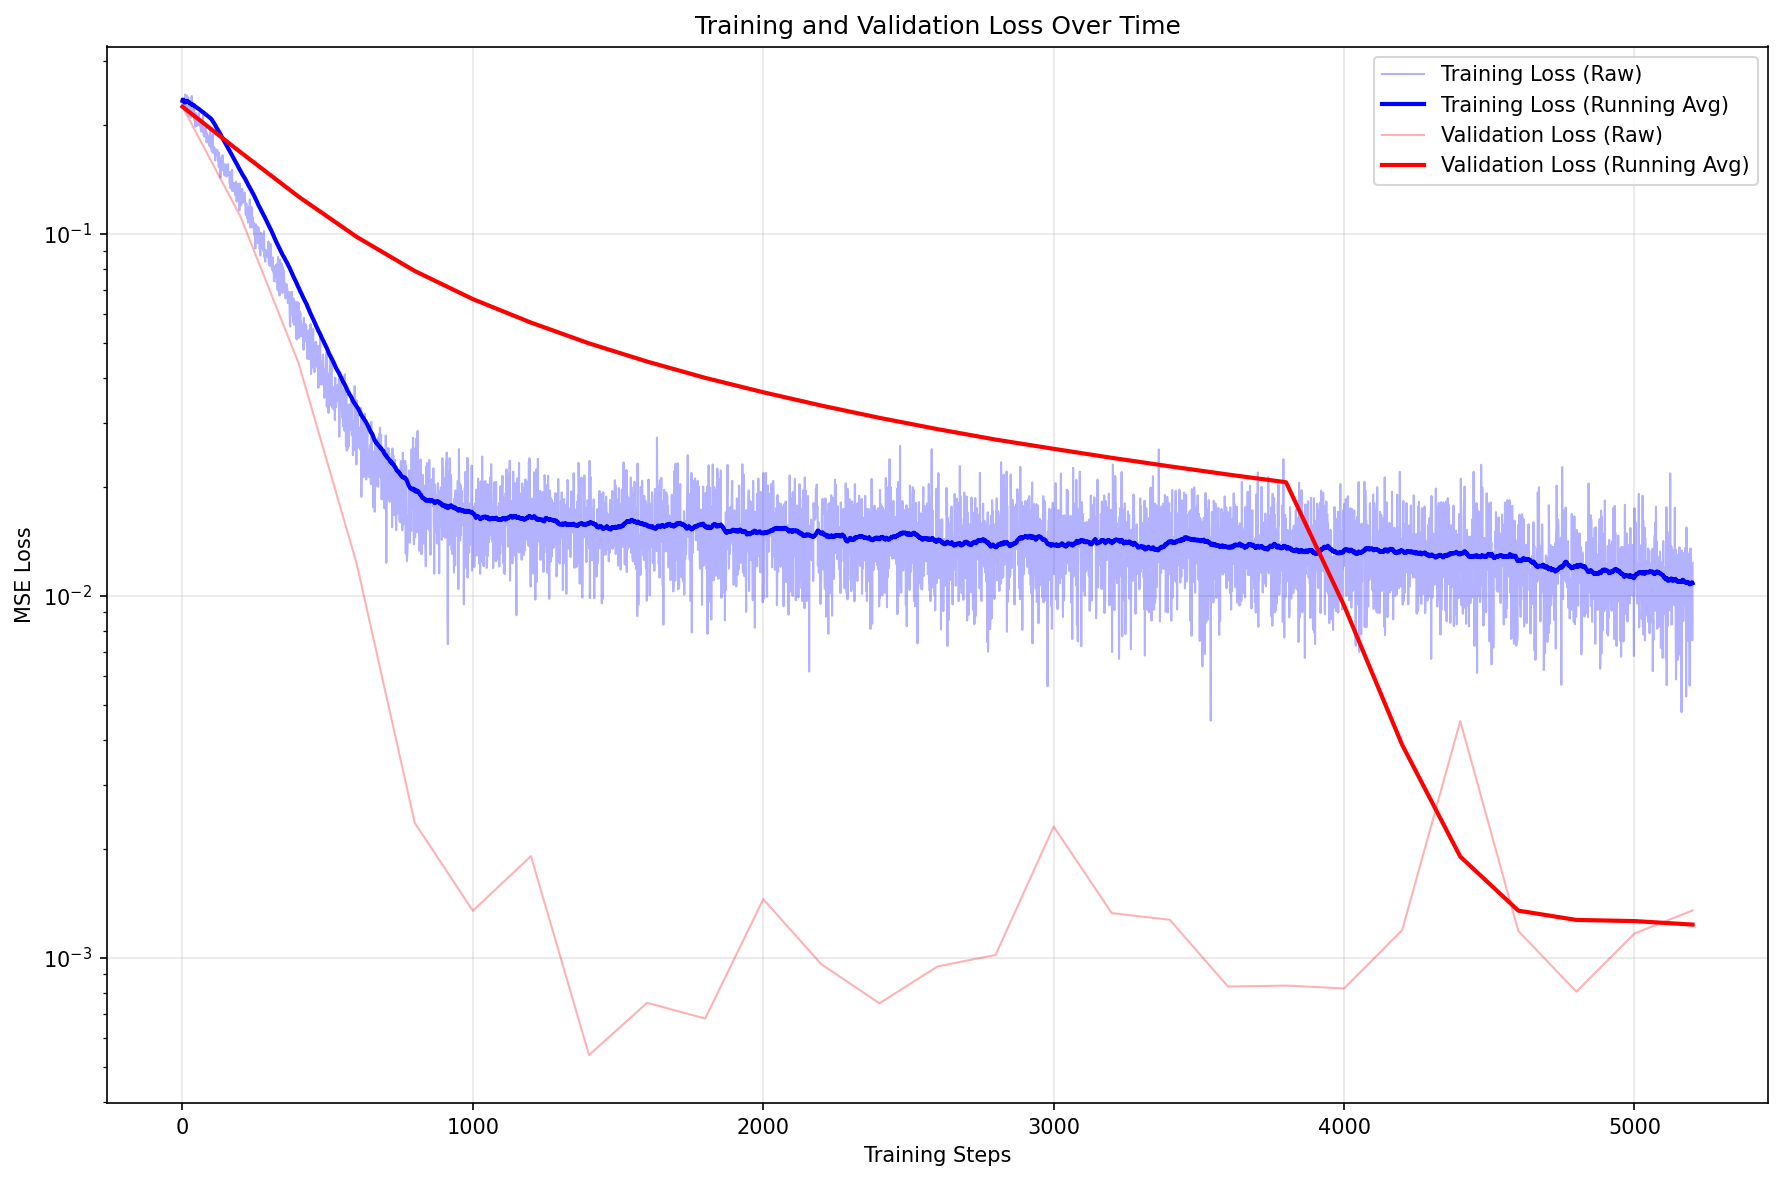 Training and Validation Loss Over Time
Training Loss (Raw)
Training Loss (Running Avg)
Validation Loss (Raw)
Validation Loss (Running Avg)
MSE Loss
10⁻¹
10⁻²
10⁻³
0 1000 2000 3000 4000 5000
Training Steps